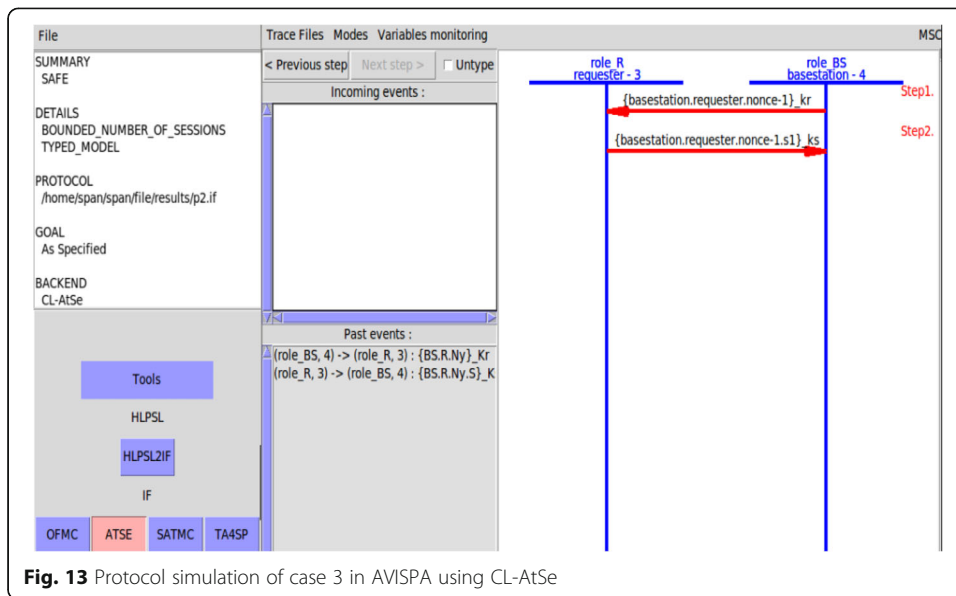 File
SUMMARY
SAFE
DETAILS
BOUNDED_NUMBER_OF_SESSIONS
TYPED_MODEL
PROTOCOL
/home/span/span/file/results/p2.if
GOAL
As Specified
BACKEND
CL-AtSe
Tools
HLPSL
HLPSL2IF
IF
OFMC ATSE SATMC TA4SP
Trace Files Modes Variables monitoring
< Previous step Next step > Untype
Incoming events :
Past events :
(role_BS, 4) -> (role_R, 3) : {BS.R.Ny}_Kr
(role_R, 3) -> (role_BS, 4) : {BS.R.Ny.S}_K
MSC
role_R
requester - 3
role_BS
basestation - 4
Step1.
{basestation.requester.nonce-1}_kr
Step2.
{basestation.requester.nonce-1.s1}_ks
Fig. 13 Protocol simulation of case 3 in AVISPA using CL-AtSe